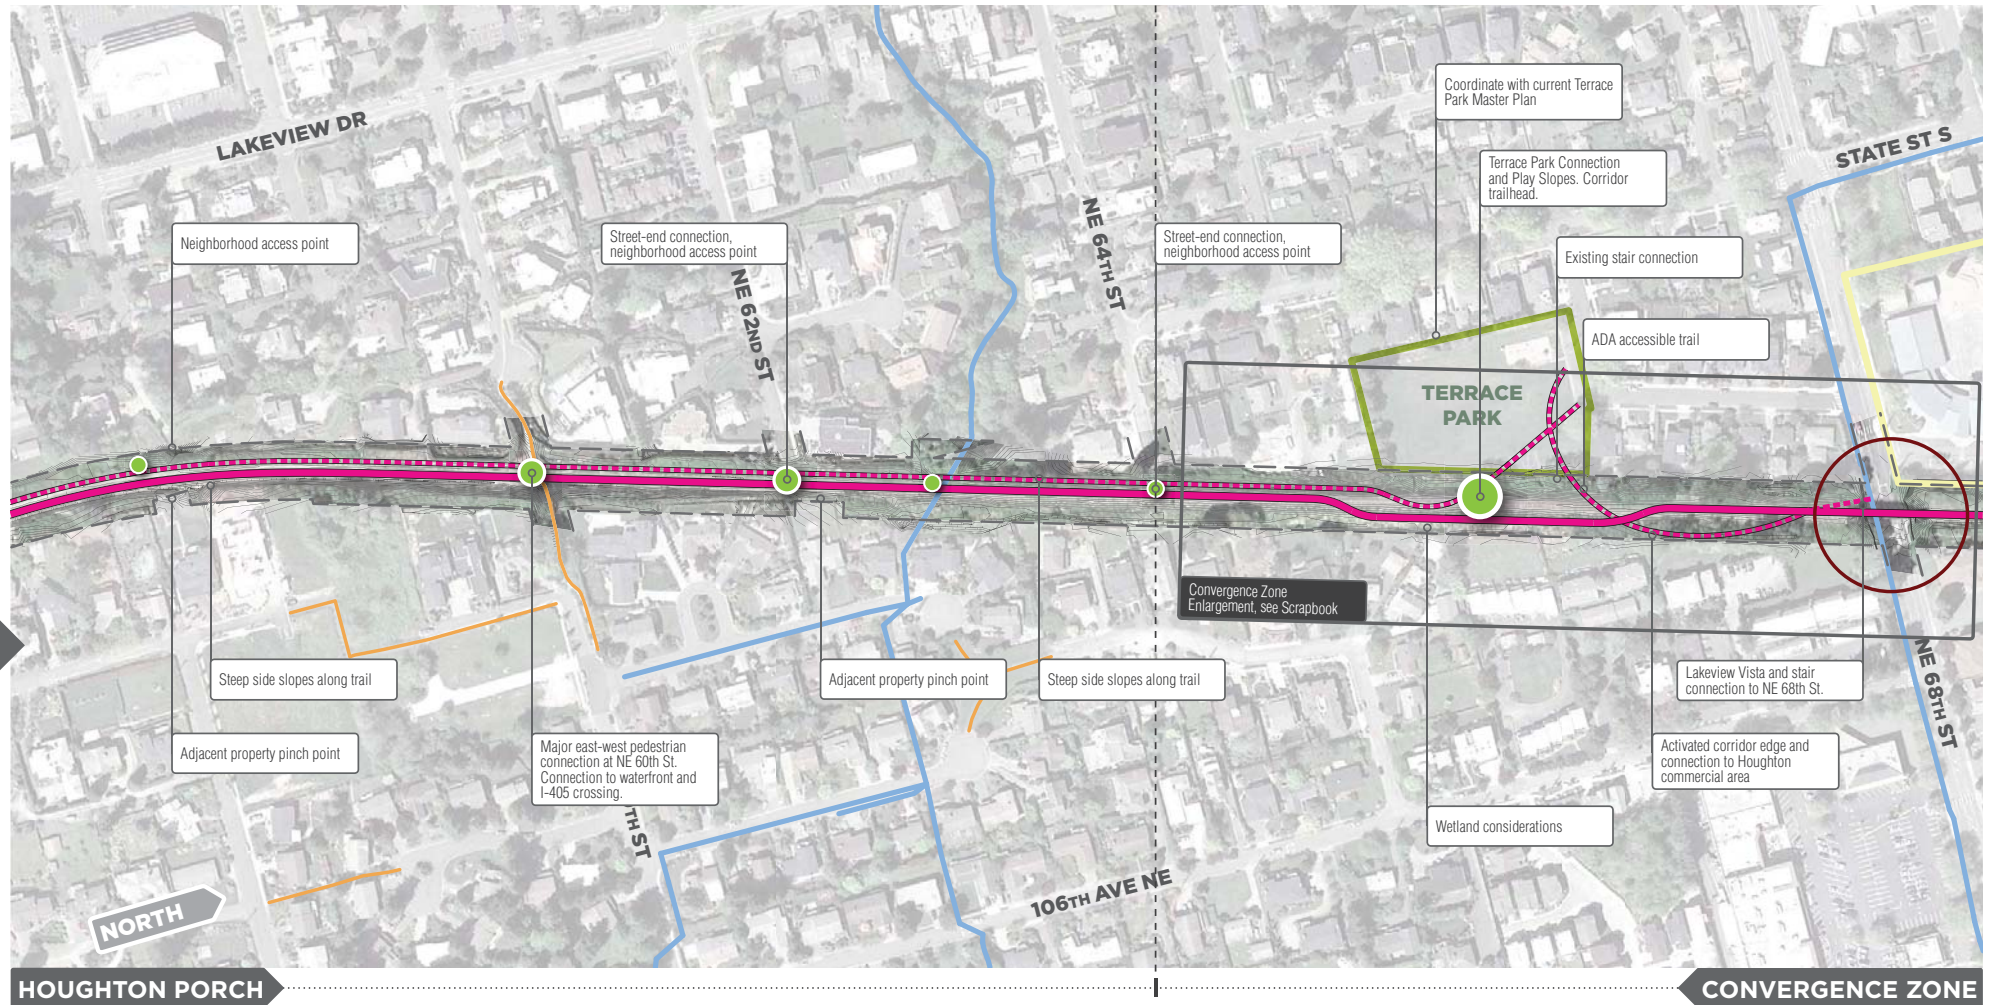 Coordinate with current Terrace
Park Master Plan
LAKEVIEW DR
STATE ST S
Terrace Park Connection
and Play Slopes. Corridor
trailhead.
Neighborhood access point
Street-end connection,
neighborhood access point
NE 62ND ST
NE 64TH ST
Street-end connection,
neighborhood access point
Existing stair connection
ADA accessible trail
TERRACE
PARK
Convergence Zone
Enlargement, see Scrapbook
Steep side slopes along trail
Adjacent property pinch point
Steep side slopes along trail
Lakeview Vista and stair
connection to NE 68th St.
NE 68TH ST
Adjacent property pinch point
Major east-west pedestrian
connection at NE 60th St.
Connection to waterfront and
I-405 crossing.
TH ST
Activated corridor edge and
connection to Houghton
commercial area
Wetland considerations
106TH AVE NE
NORTH
HOUGHTON PORCH
CONVERGENCE ZONE